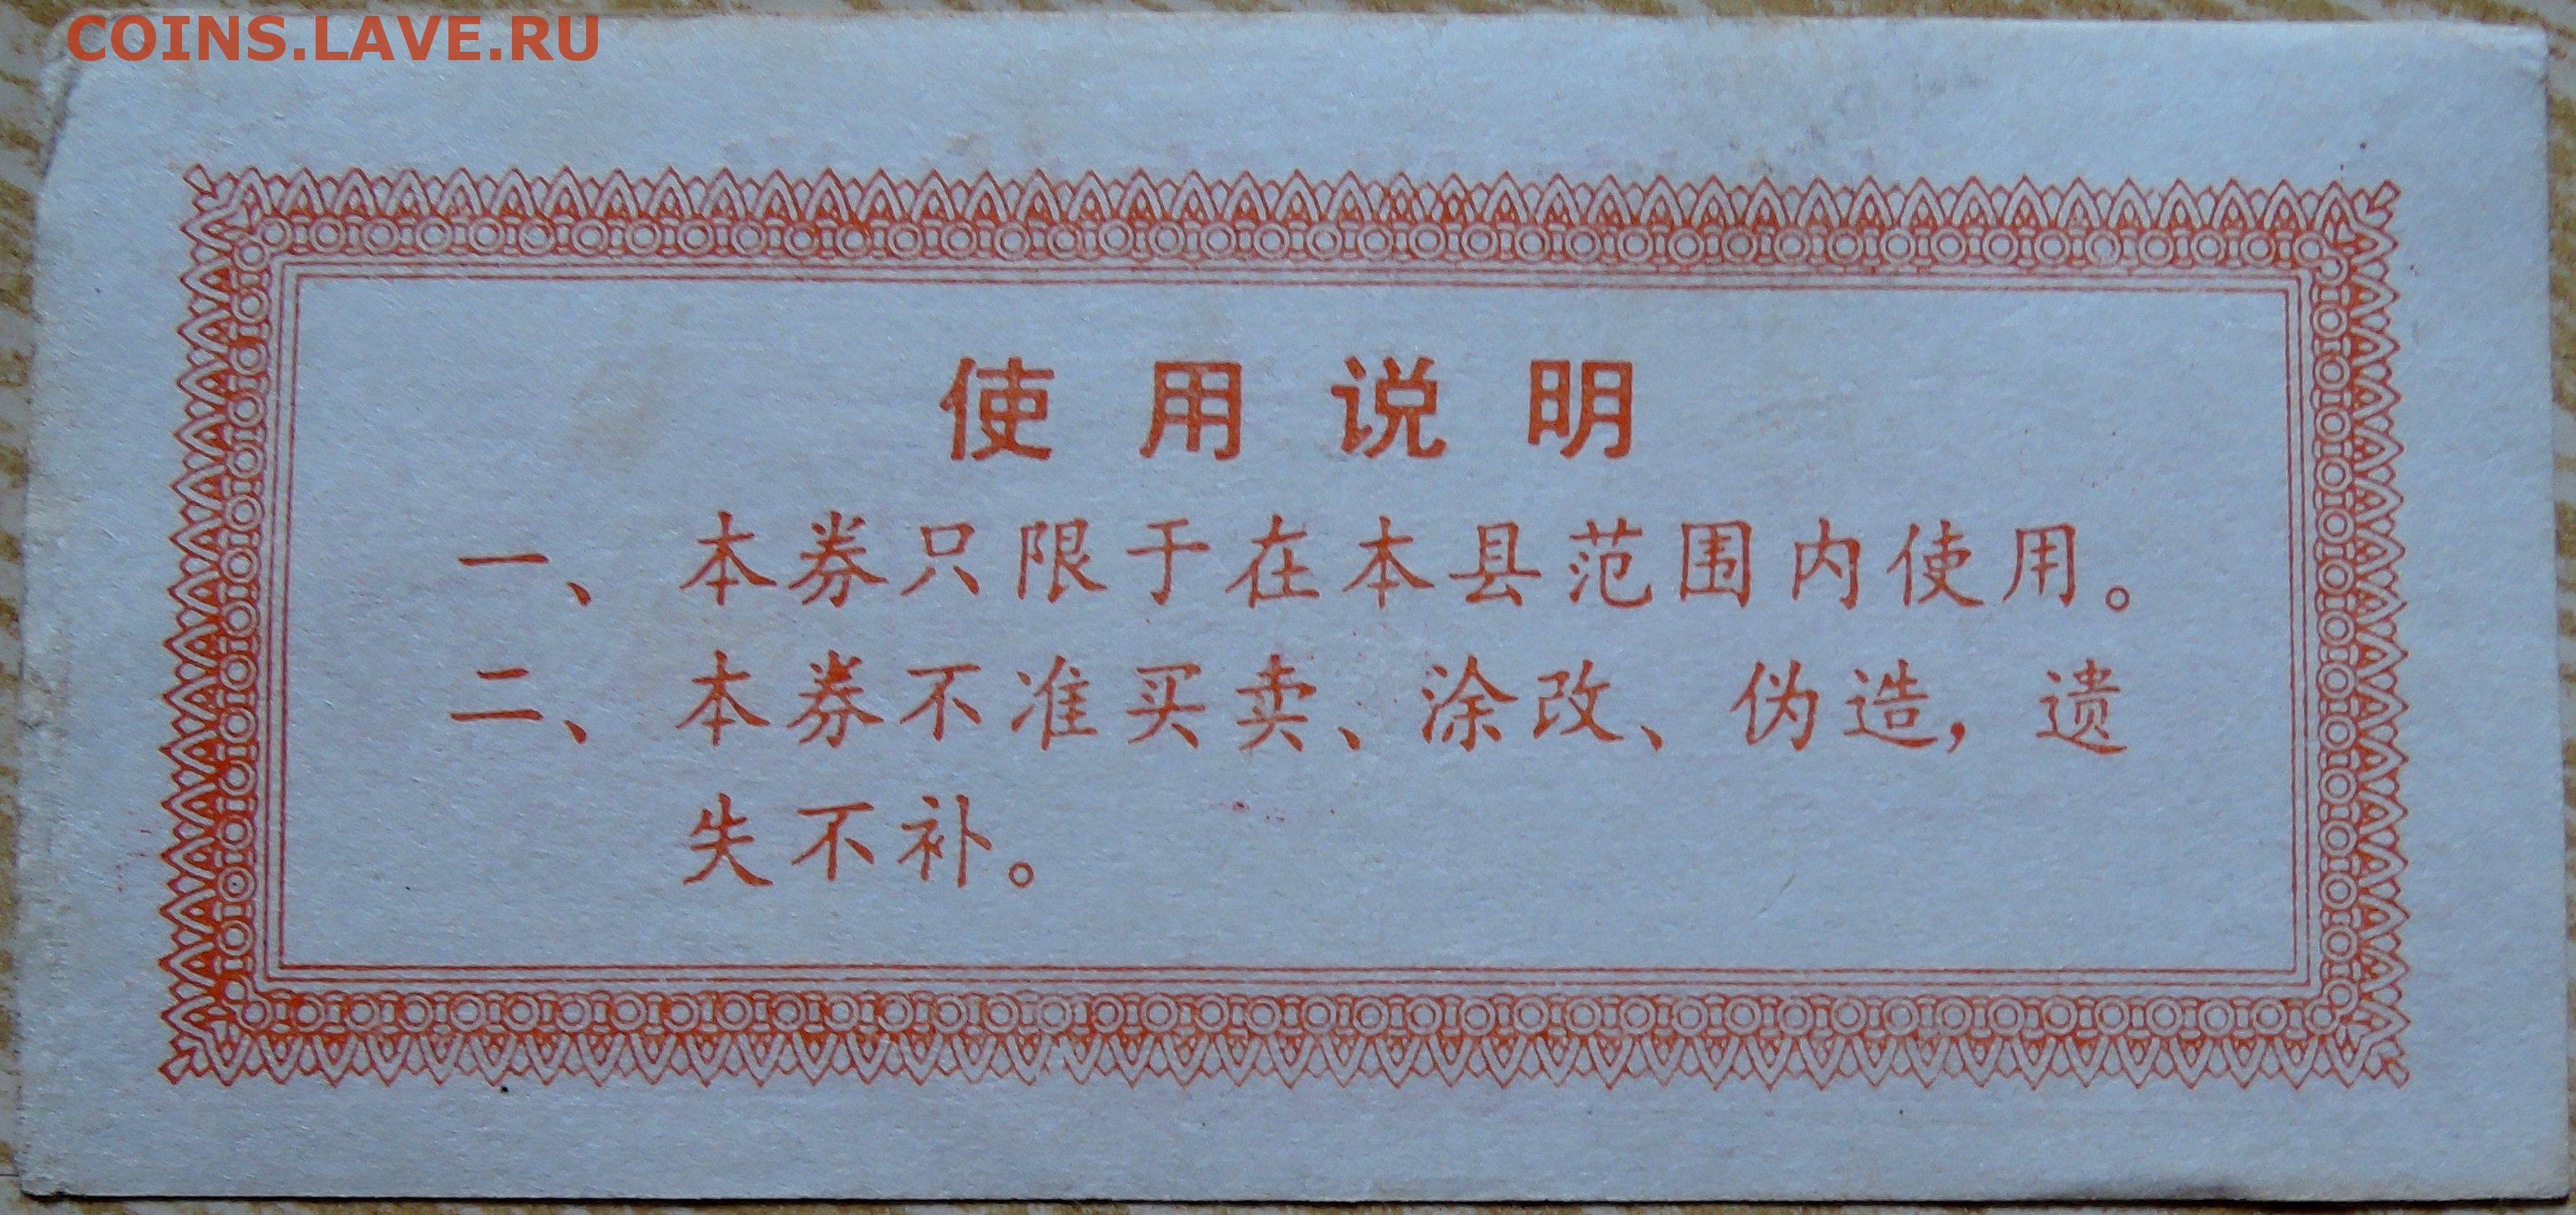 COINS.LAVE.RU
使用说明
一、本券只限于在本县范围内使用。
二、本券不准买卖、涂改、伪造，遗
失不补。